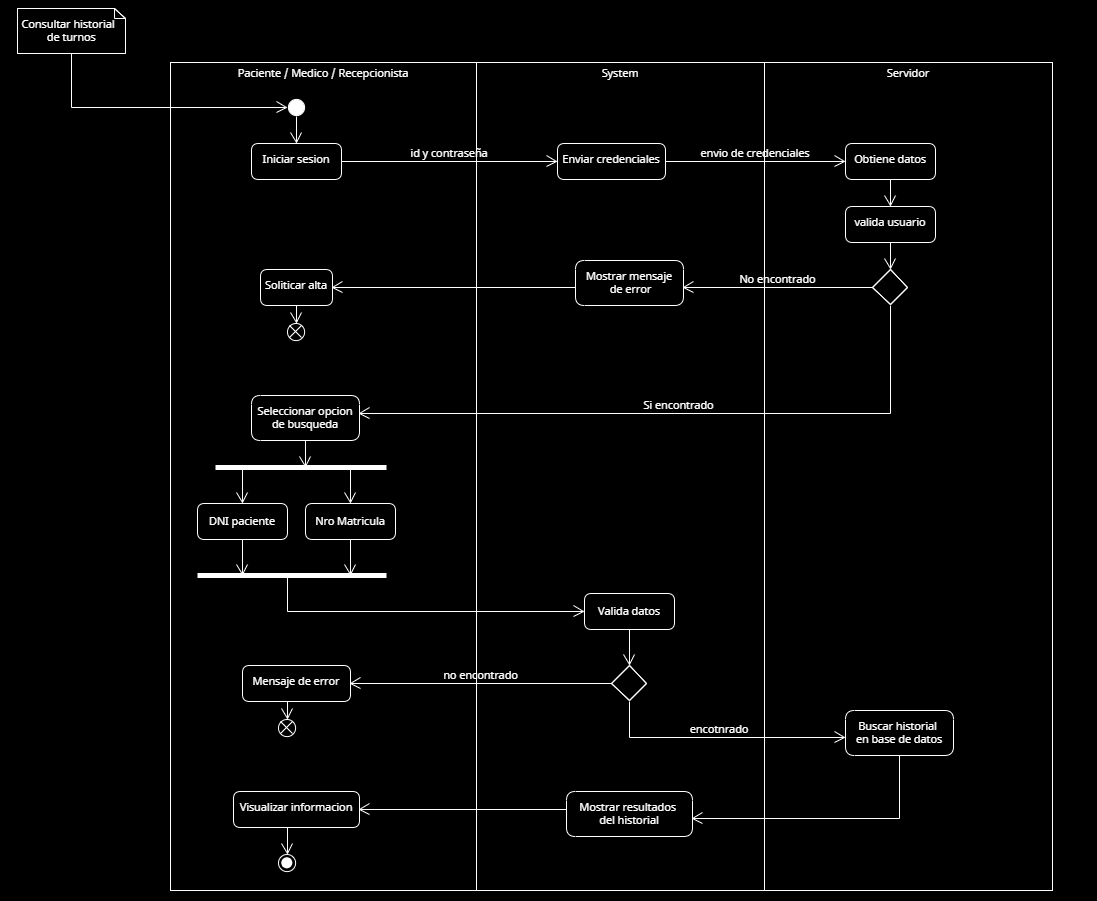 Consultar historial
de turnos
Paciente / Medico / Recepcionista
System
Servidor
Iniciar sesion
id y contraseña
Enviar credenciales
envio de credenciales
Obtiene datos
valida usuario
No encontrado
Mostrar mensaje
de error
Soliticar alta
Si encontrado
Seleccionar opcion
de busqueda
DNI paciente
Nro Matricula
Valida datos
no encontrado
Mensaje de error
encotnrado
Buscar historial
en base de datos
Mostrar resultados
del historial
Visualizar informacion